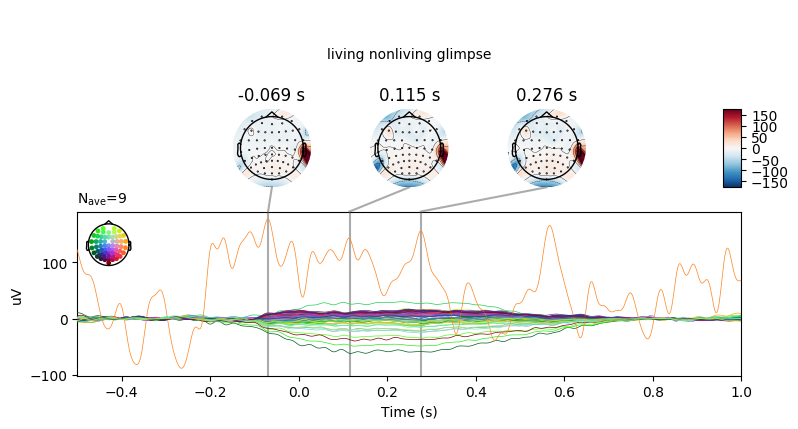 living nonliving glimpse
-0.069 s 0.115 s 0.276 s
150
100
50
0
−50
−100
−150
Nave=9
100
0
−100
uV
−0.4 −0.2 0.0 0.2 0.4 0.6 0.8 1.0
Time (s)